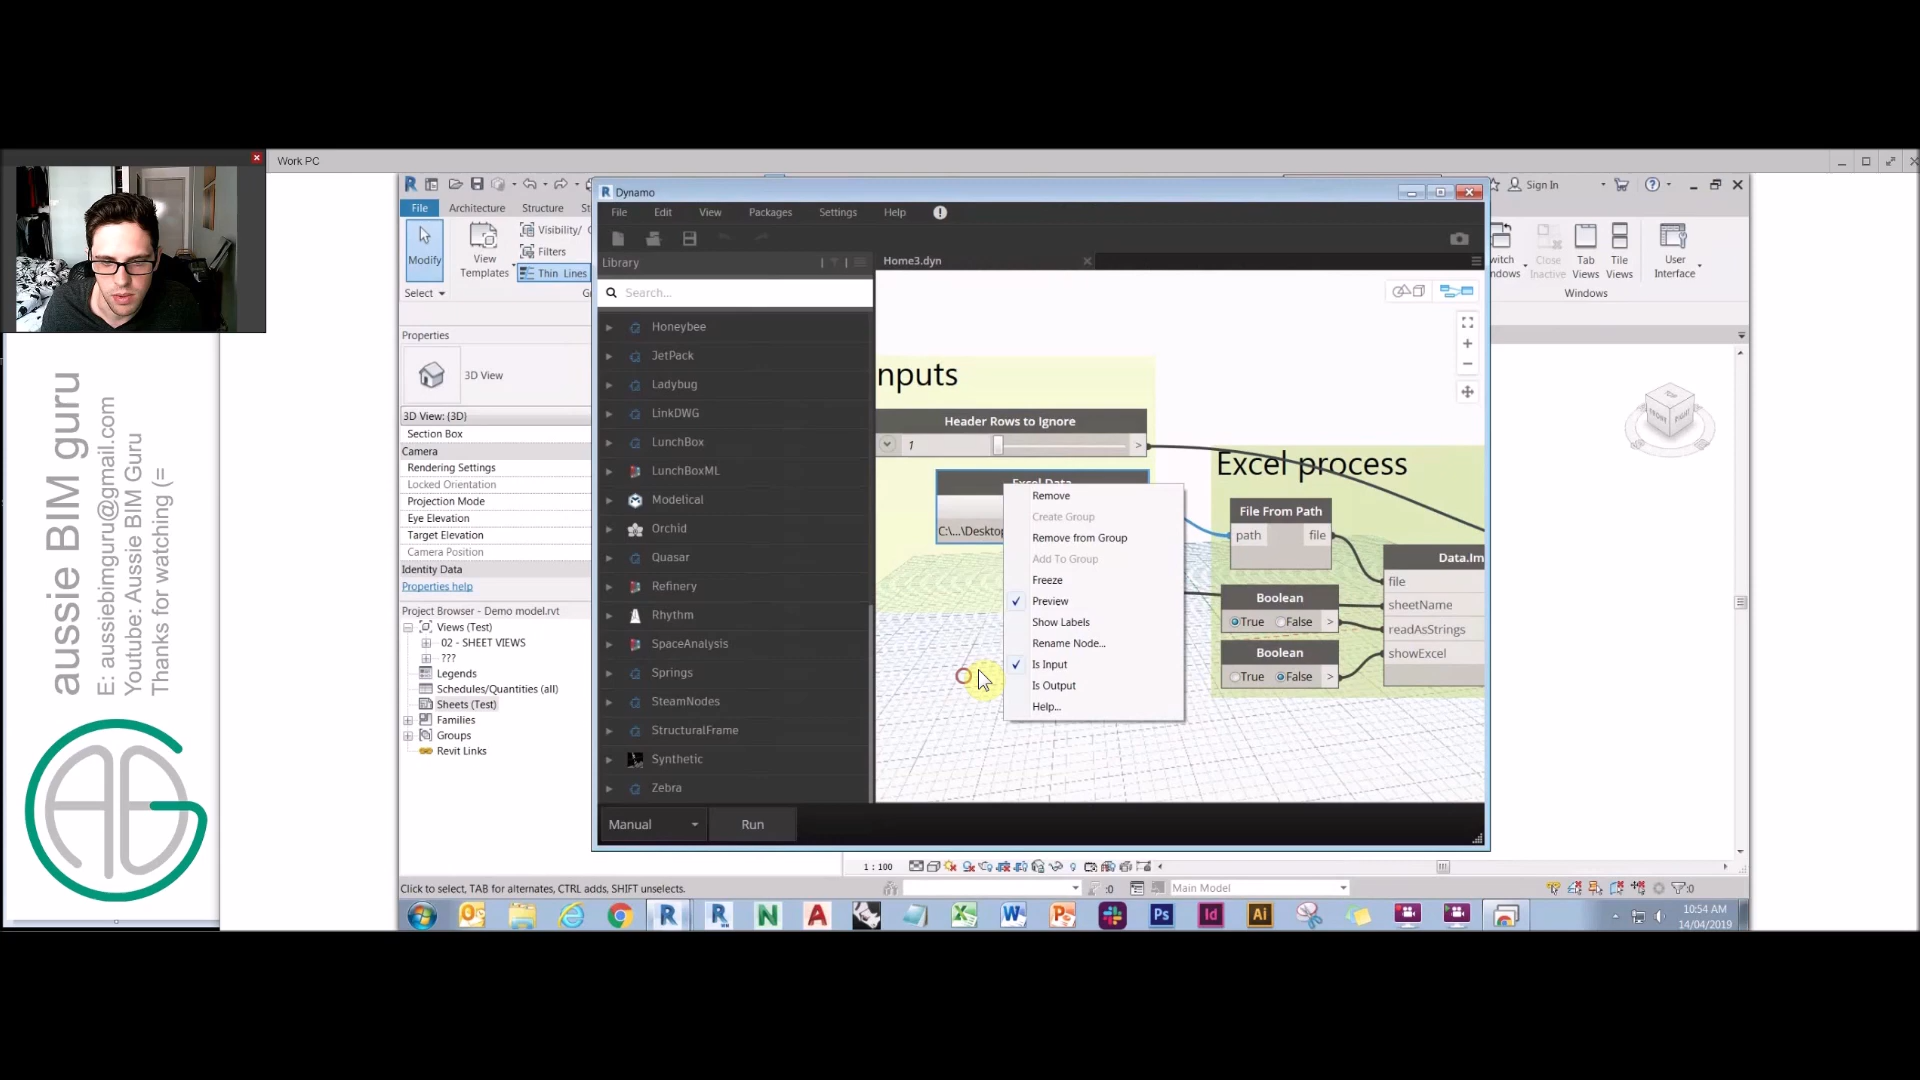 Work PC
aussie BIM guru
E: aussiebimguru@gmail.com
Youtube: Aussie BIM Guru
Thanks for watching (=
File
Architecture
Structure
Sign In
Modify
View
Templates
Visibility/
Filters
Thin Lines
Select
Properties
3D View
3D View: {3D}
Section Box
Camera
Rendering Settings
Locked Orientation
Projection Mode
Eye Elevation
Target Elevation
Camera Position
Identity Data
Properties help
Project Browser - Demo model.rvt
Views (Test)
02 - SHEET VIEWS
???
Legends
Schedules/Quantities (all)
Sheets (Test)
Families
Groups
Revit Links
Dynamo
File Edit View Packages Settings Help
Library
Search...
Honeybee
JetPack
Ladybug
LinkDWG
LunchBox
LunchBoxML
Modelical
Orchid
Quasar
Refinery
Rhythm
SpaceAnalysis
Springs
SteamNodes
StructuralFrame
Synthetic
Zebra
Manual
Run
Home3.dyn
nputs
Header Rows to Ignore
1
>
Excel Data
C:\...\Desktop
Remove
Create Group
Remove from Group
Add To Group
Freeze
Preview
Show Labels
Rename Node...
Is Input
Is Output
Help...
Excel process
File From Path
path file
Boolean
True False >
Boolean
True False >
Data.Im
file
sheetName
readAsStrings
showExcel
Close
Inactive
Tab
Views
Tile
Views
User
Interface
Windows
1 : 100
Click to select, TAB for alternates, CTRL adds, SHIFT unselects.
:0
Main Model
:0
10:54 AM
14/04/2019